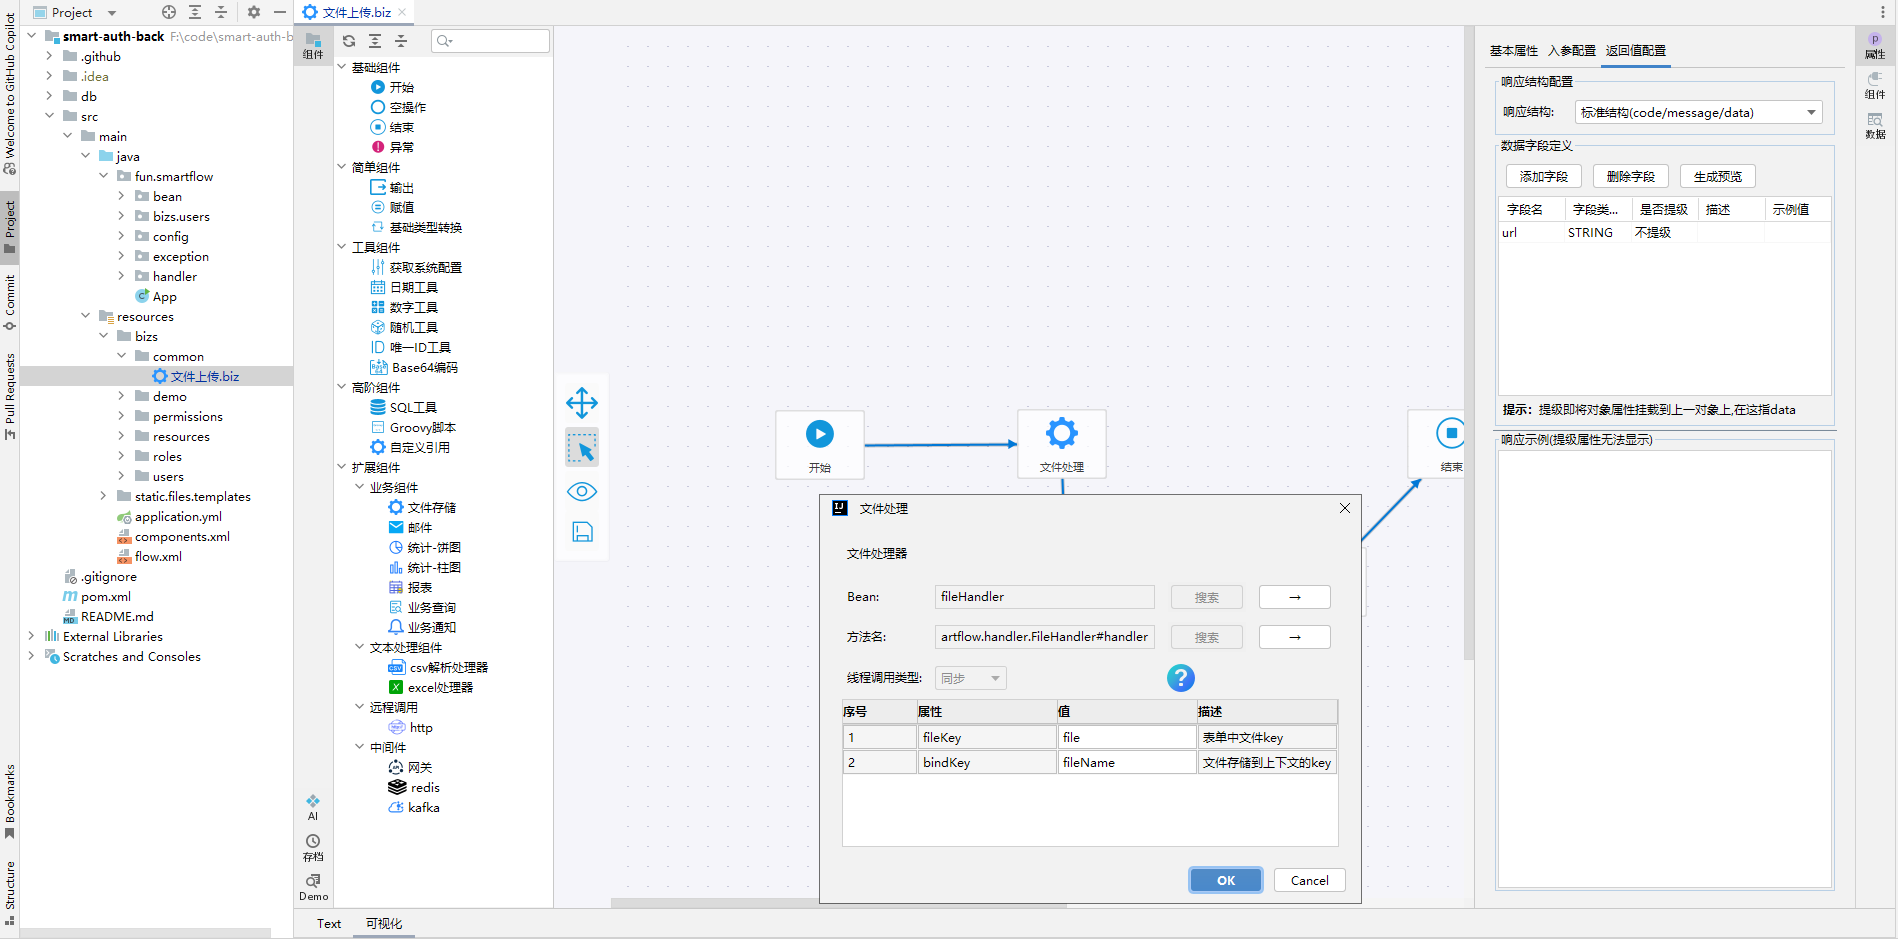 Welcome to GitHub Copilot
Project
Commit
Pull Requests
Bookmarks
Structure
Project
smart-auth-back F:\code\smart-auth-b
.github
.idea
db
src
main
java
fun.smartflow
bean
bizs.users
config
exception
handler
App
resources
bizs
common
文件上传.biz
demo
permissions
resources
roles
users
static.files.templates
application.yml
components.xml
flow.xml
.gitignore
pom.xml
README.md
External Libraries
Scratches and Consoles
文件上传.biz
组件
AI
存档
Demo
基础组件
开始
空操作
结束
异常
简单组件
输出
赋值
基础类型转换
工具组件
获取系统配置
日期工具
数字工具
随机工具
唯一ID工具
Base64编码
高阶组件
SQL工具
Groovy脚本
自定义引用
扩展组件
业务组件
文件存储
邮件
统计-饼图
统计-柱图
报表
业务查询
业务通知
文本处理组件
csv解析处理器
excel处理器
远程调用
http
中间件
网关
redis
kafka
开始
文件处理
结束
文件处理
文件处理器
Bean: fileHandler 搜索 →
方法名: artflow.handler.FileHandler#handler 搜索 →
线程调用类型: 同步 ?
序号 属性 值 描述
1 fileKey file 表单中文件key
2 bindKey fileName 文件存储到上下文的key
OK Cancel
Text 可视化
基本属性 入参配置 返回值配置
响应结构配置
响应结构: 标准结构(code/message/data)
数据字段定义
添加字段 删除字段 生成预览
字段名 字段类... 是否提级 描述 示例值
url STRING 不提级
提示: 提级即将对象属性挂载到上一对象上,在这指data
响应示例(提级属性无法显示)
属性
组件
数据